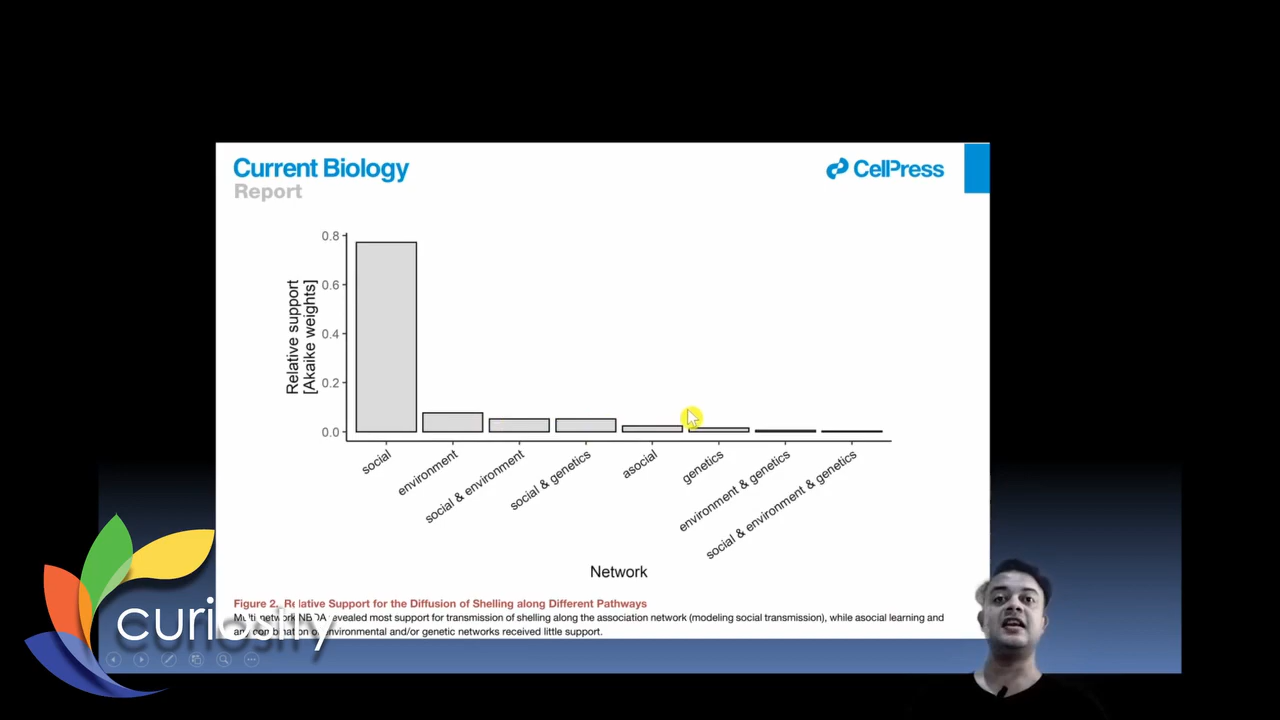 Current Biology
CellPress
Report
Relative support
[Akaike weights]
0.8
0.6
0.4
0.2
0.0
social
environment
social & environment
social & genetics
asocial
genetics
environment & genetics
social & environment & genetics
Network
Figure 2. Relative Support for the Diffusion of Shelling along Different Pathways
Multi network NBDA revealed most support for transmission of shelling along the association network (modeling social transmission), while asocial learning and
any combination of environmental and/or genetic networks received little support.
curiosity